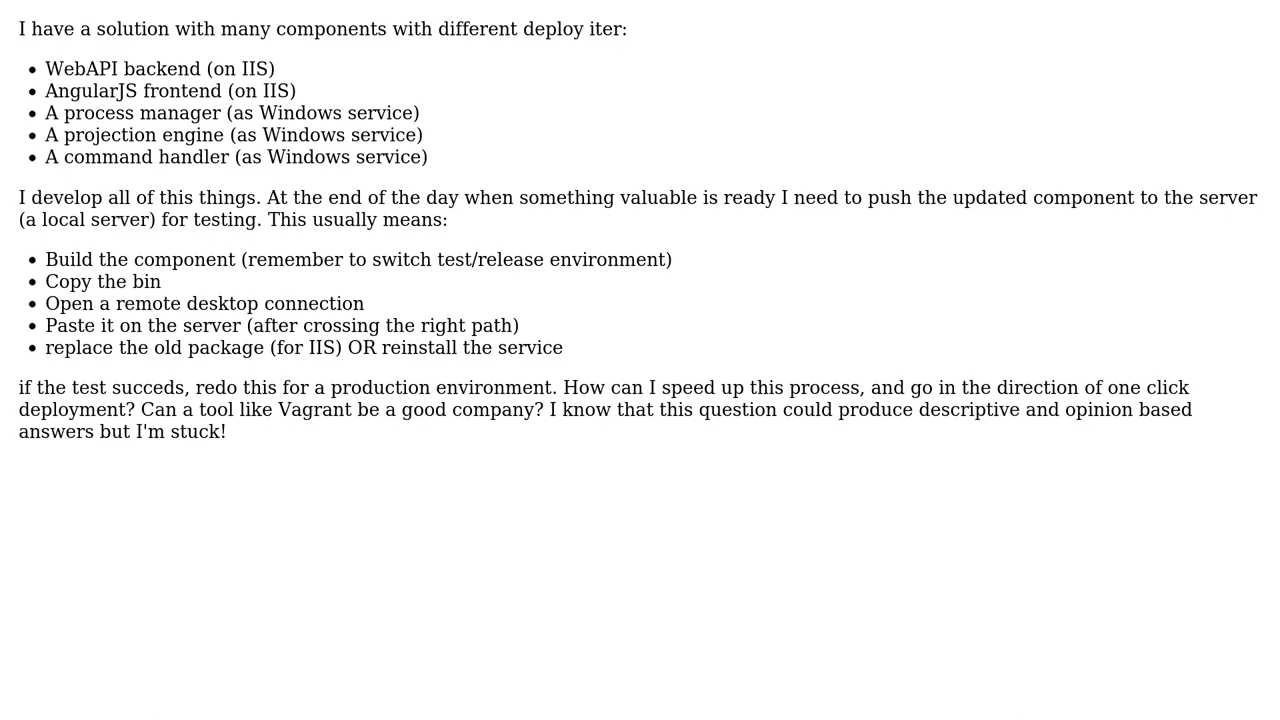 I have a solution with many components with different deploy iter:
• WebAPI backend (on IIS)
• AngularJS frontend (on IIS)
• A process manager (as Windows service)
• A projection engine (as Windows service)
• A command handler (as Windows service)
I develop all of this things. At the end of the day when something valuable is ready I need to push the updated component to the server
(a local server) for testing. This usually means:
• Build the component (remember to switch test/release environment)
• Copy the bin
• Open a remote desktop connection
• Paste it on the server (after crossing the right path)
• replace the old package (for IIS) OR reinstall the service
if the test succeds, redo this for a production environment. How can I speed up this process, and go in the direction of one click
deployment? Can a tool like Vagrant be a good company? I know that this question could produce descriptive and opinion based
answers but I'm stuck!